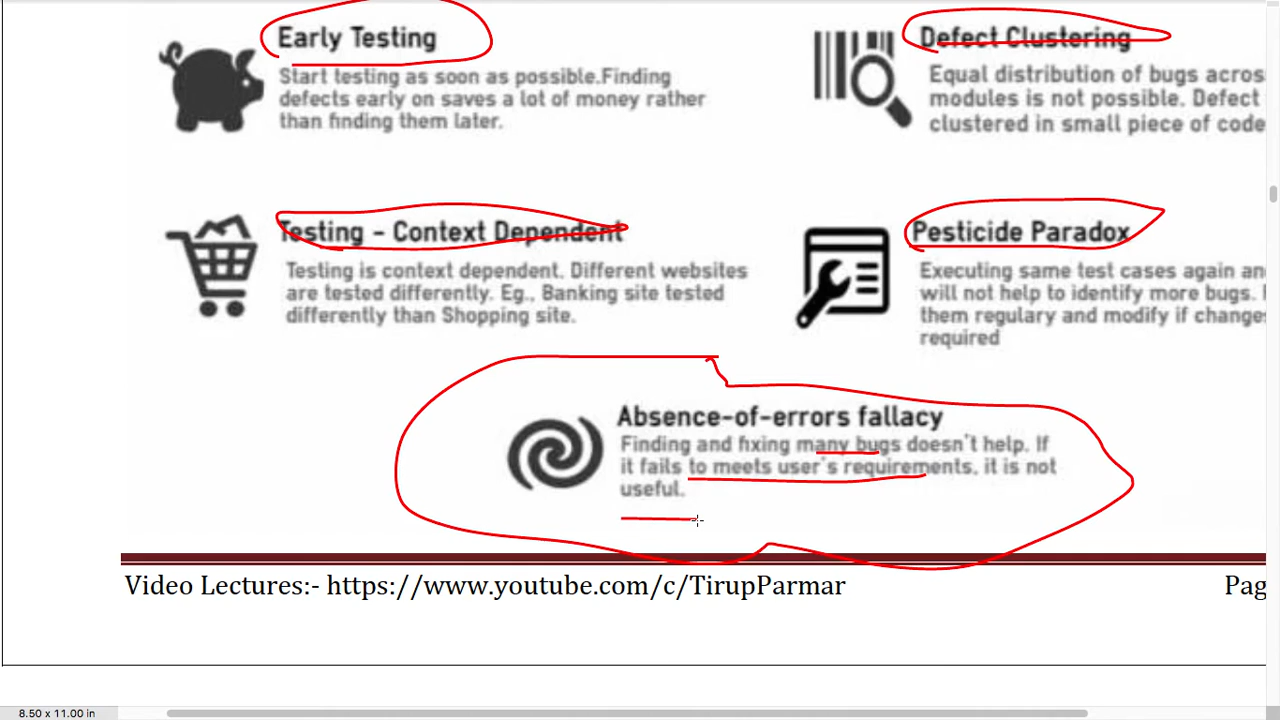 Early Testing
Start testing as soon as possible.Finding
defects early on saves a lot of money rather
than finding them later.
Defect Clustering
Equal distribution of bugs acros
modules is not possible. Defect
clustered in small piece of code
Testing - Context Dependent
Testing is context dependent. Different websites
are tested differently. Eg., Banking site tested
differently than Shopping site.
Pesticide Paradox
Executing same test cases again an
will not help to identify more bugs.
them regulary and modify if change
required
Absence-of-errors fallacy
Finding and fixing many bugs doesn't help. If
it fails to meets user's requirements, it is not
useful.
Video Lectures:- https://www.youtube.com/c/TirupParmar
Pag
8.50 x 11.00 in